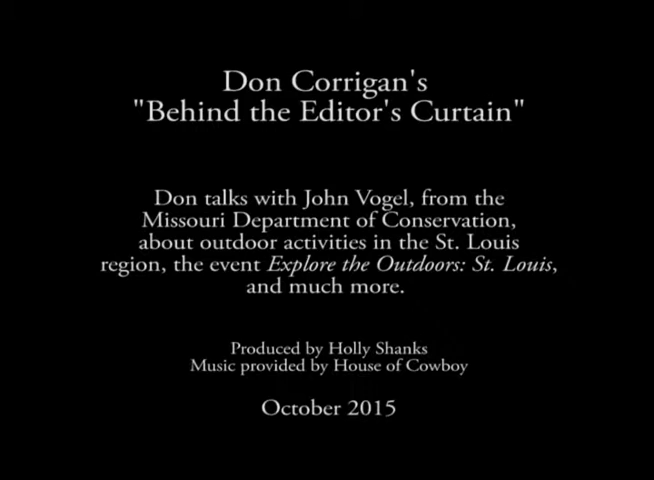 Don Corrigan's
"Behind the Editor's Curtain"
Don talks with John Vogel, from the
Missouri Department of Conservation,
about outdoor activities in the St. Louis
region, the event Explore the Outdoors: St. Louis,
and much more.
Produced by Holly Shanks
Music provided by House of Cowboy
October 2015